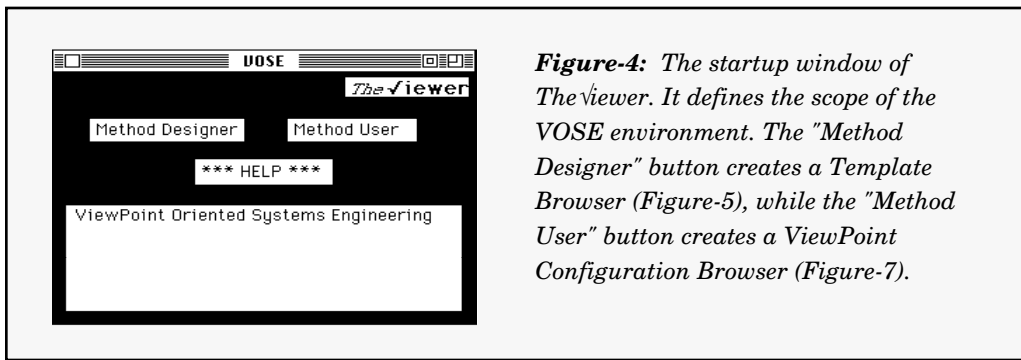 VOSE
The √iewer
Method Designer
Method User
*** HELP ***
ViewPoint Oriented Systems Engineering
Figure-4: The startup window of
The √iewer. It defines the scope of the
VOSE environment. The "Method
Designer" button creates a Template
Browser (Figure-5), while the "Method
User" button creates a ViewPoint
Configuration Browser (Figure-7).